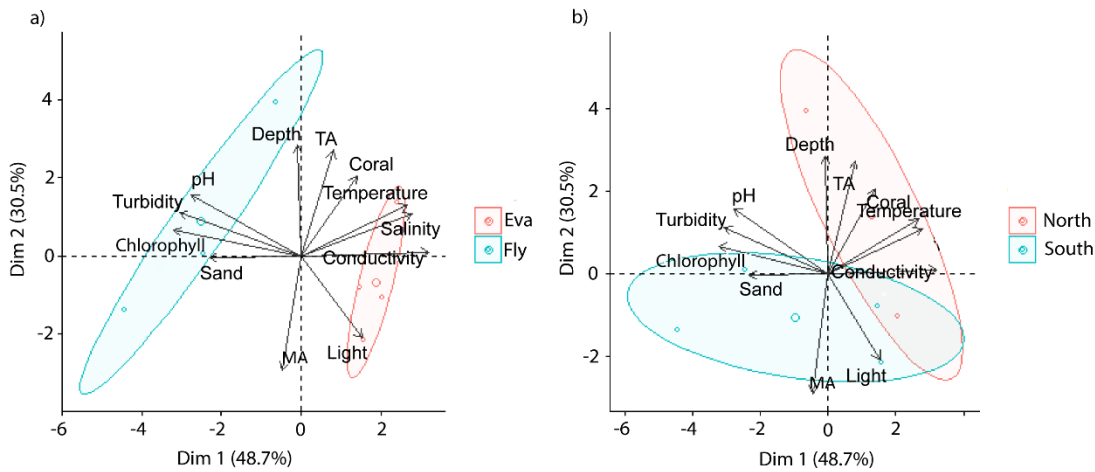 a)
Dim 2 (30.5%)
4
2
0
-2
Depth
TA
Coral
pH
Temperature
Turbidity
Salinity
Chlorophyll
Conductivity
Sand
Light
MA
Eva
Fly
-6
-4
-2
0
2
Dim 1 (48.7%)
b)
Dim 2 (30.5%)
4
2
0
-2
Depth
TA
pH
Coral
Turbidity
Temperature
Chlorophyll
Conductivity
Sand
Light
MA
North
South
-6
-4
-2
0
2
Dim 1 (48.7%)